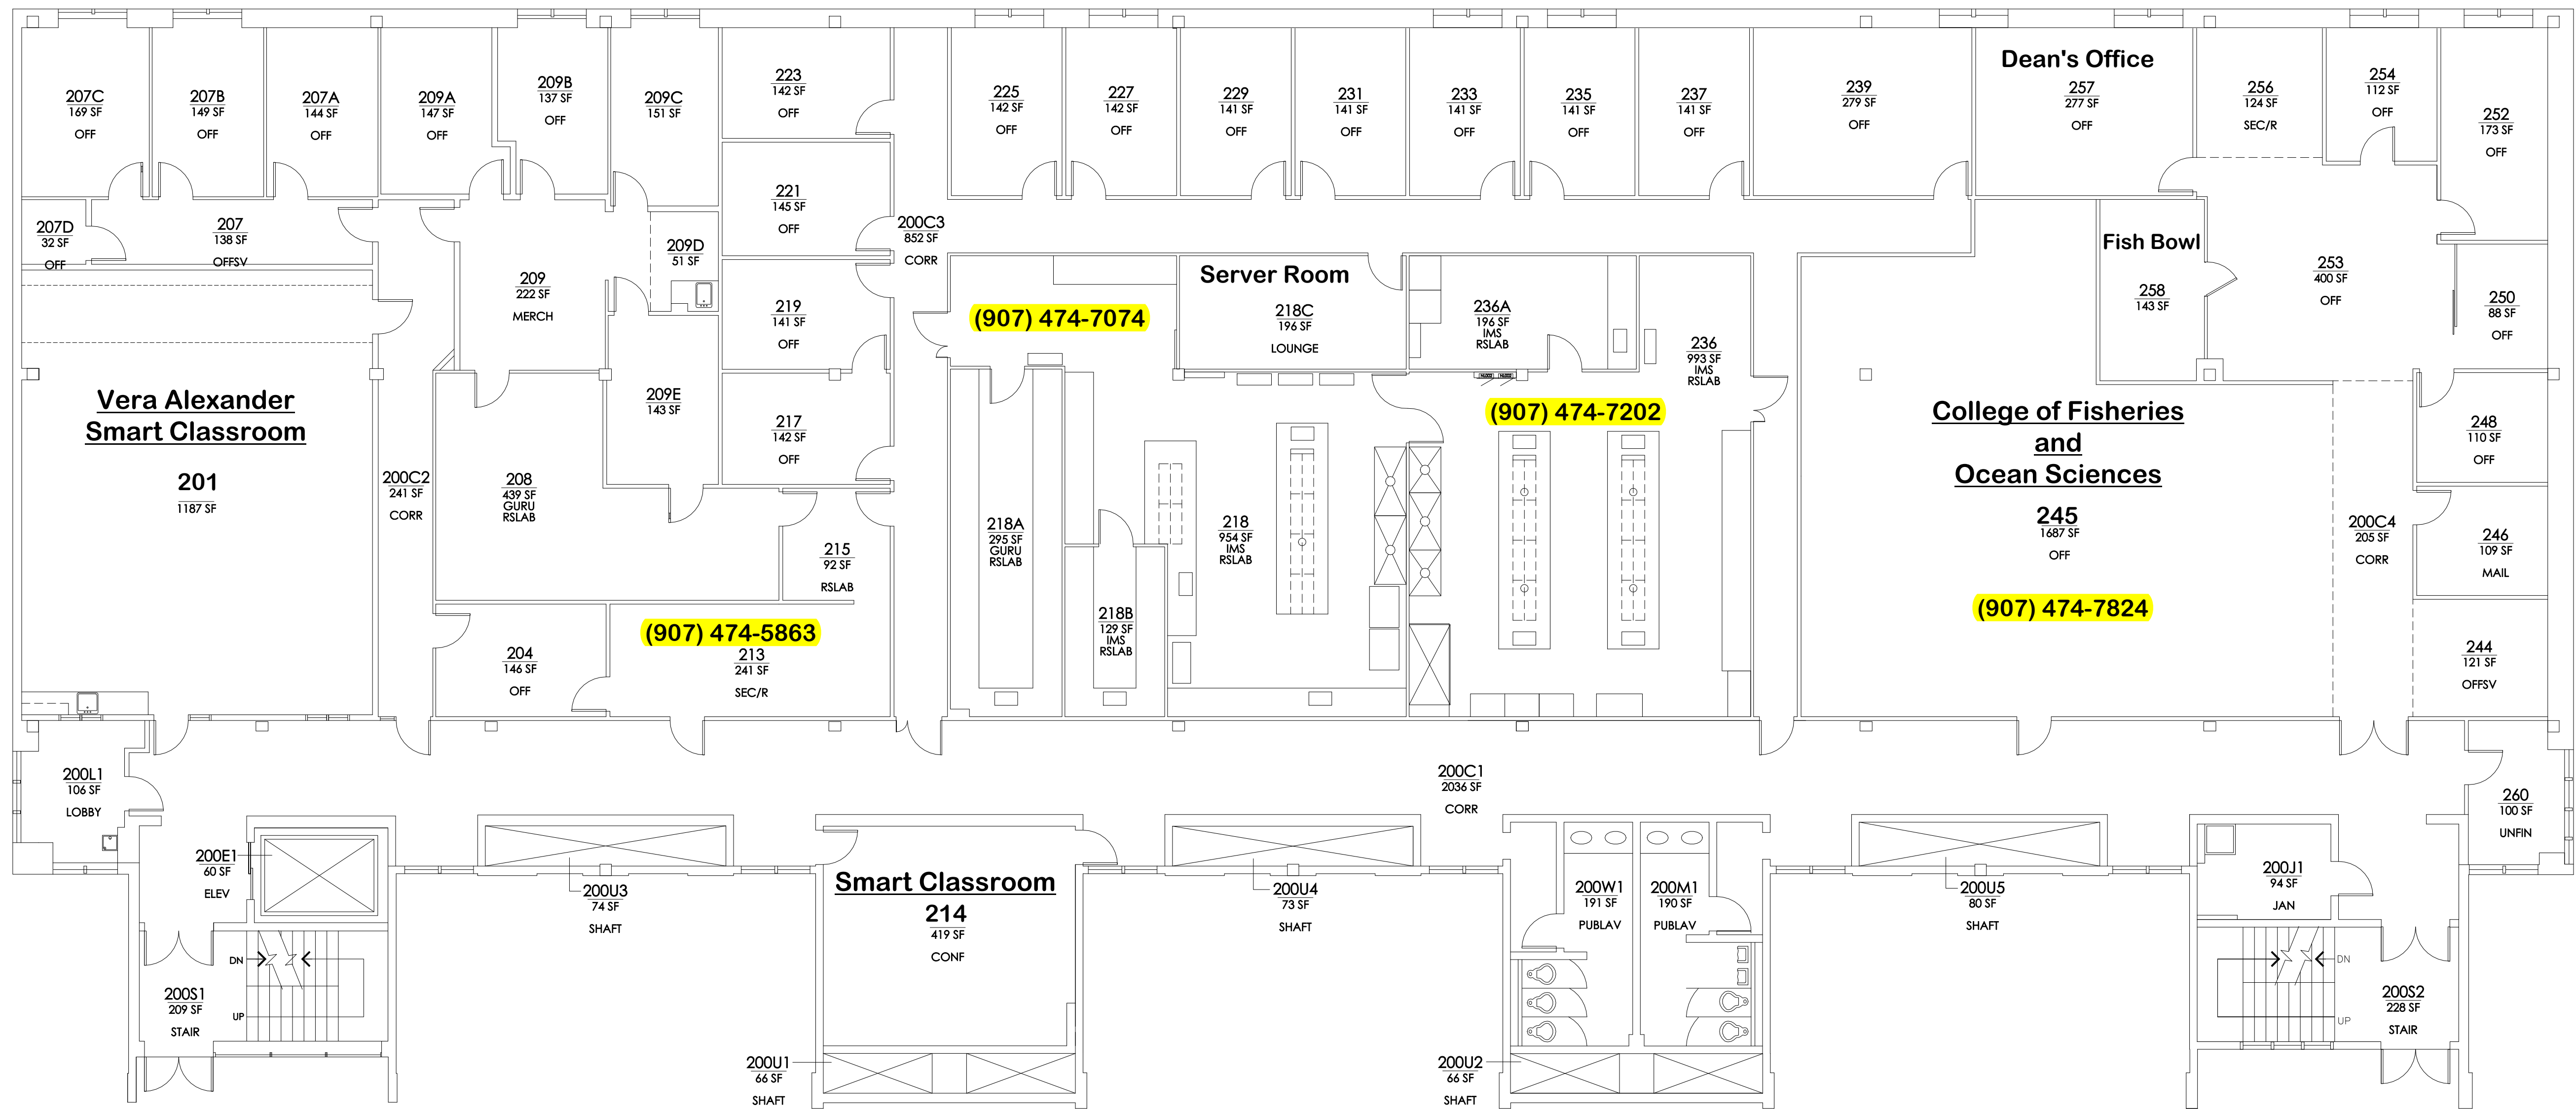 207C
169 SF
OFF
207B
149 SF
OFF
207A
144 SF
OFF
209A
147 SF
OFF
209B
137 SF
OFF
209C
151 SF
223
142 SF
OFF
225
142 SF
OFF
227
142 SF
OFF
229
141 SF
OFF
231
141 SF
OFF
233
141 SF
OFF
235
141 SF
OFF
237
141 SF
OFF
239
279 SF
OFF
Dean's Office
257
277 SF
OFF
256
124 SF
SEC/R
254
112 SF
OFF
252
173 SF
OFF
207D
32 SF
OFF
207
138 SF
OFFSV
209
222 SF
MERCH
209D
51 SF
221
145 SF
OFF
200C3
852 SF
CORR
219
141 SF
OFF
(907) 474-7074
Server Room
218C
196 SF
LOUNGE
236A
196 SF
IMS
RSLAB
236
993 SF
IMS
RSLAB
Fish Bowl
258
143 SF
253
400 SF
OFF
250
88 SF
OFF
Vera Alexander
Smart Classroom
201
1187 SF
200C2
241 SF
CORR
208
439 SF
GURU
RSLAB
209E
143 SF
217
142 SF
OFF
215
92 SF
RSLAB
218A
295 SF
GURU
RSLAB
218B
129 SF
IMS
RSLAB
218
954 SF
IMS
RSLAB
(907) 474-7202
College of Fisheries
and
Ocean Sciences
245
1687 SF
OFF
(907) 474-7824
200C4
205 SF
CORR
248
110 SF
OFF
246
109 SF
MAIL
244
121 SF
OFFSV
204
146 SF
OFF
(907) 474-5863
213
241 SF
SEC/R
200L1
106 SF
LOBBY
200C1
2036 SF
CORR
260
100 SF
UNFIN
200E1
60 SF
ELEV
200U3
74 SF
SHAFT
Smart Classroom
214
419 SF
CONF
200U4
73 SF
SHAFT
200W1
191 SF
PUBLAV
200M1
190 SF
PUBLAV
200U5
80 SF
SHAFT
200J1
94 SF
JAN
DN
UP
200S1
209 SF
STAIR
DN
UP
200S2
228 SF
STAIR
200U1
66 SF
SHAFT
200U2
66 SF
SHAFT